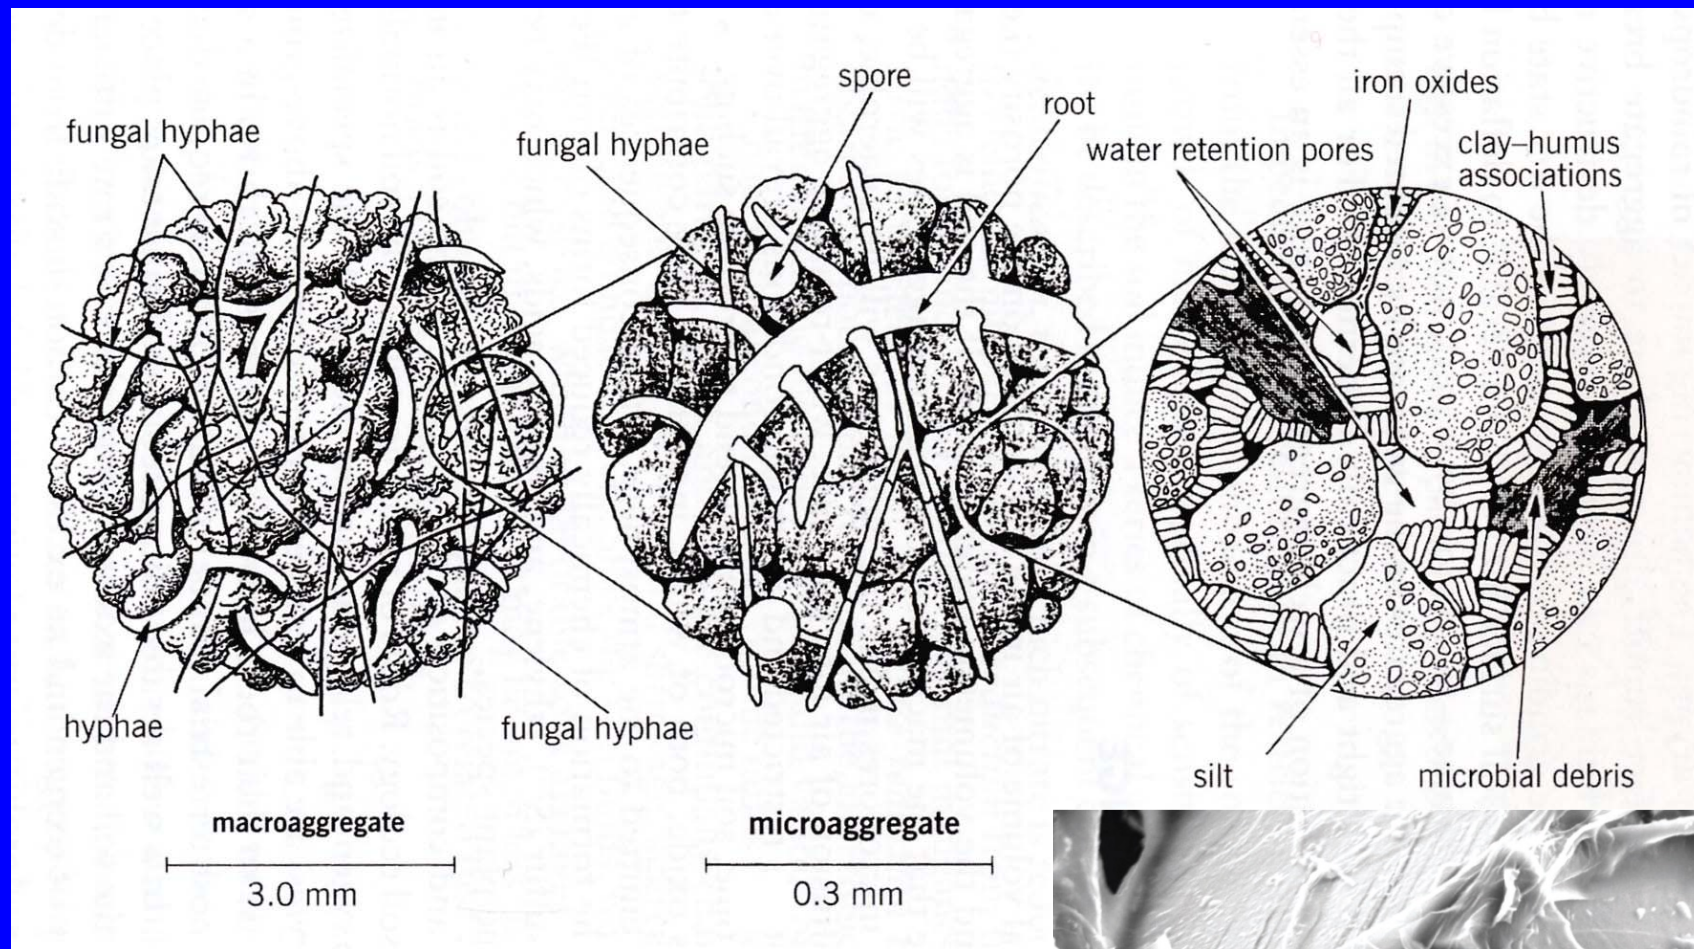 spore
iron oxides
root
fungal hyphae
fungal hyphae
water retention pores
clay–humus
associations
hyphae
fungal hyphae
silt
microbial debris
macroaggregate
microaggregate
3.0 mm
0.3 mm